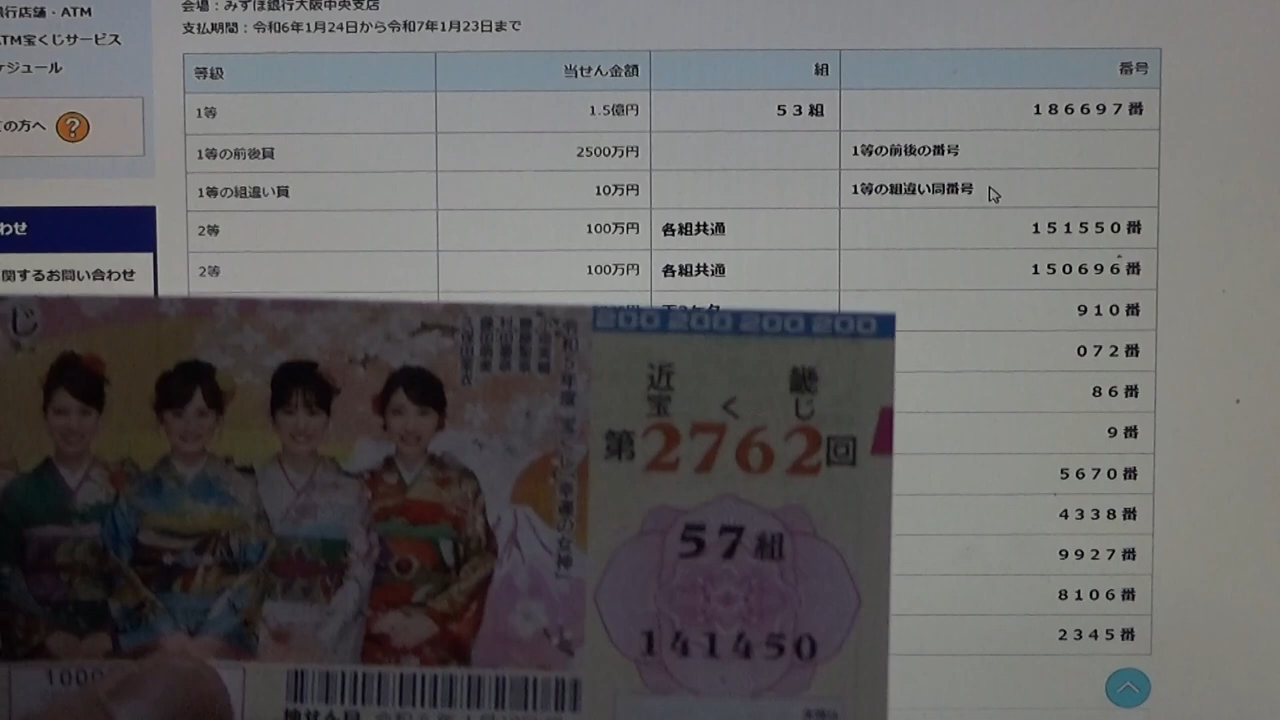 会場：みずほ銀行大阪中央支店
支払期間：令和6年1月24日から令和7年1月23日まで
行店舗・ATM
ATM宝くじサービス
ケジュール
の方へ ?
わせ
関するお問い合わせ
等級 当せん金額 組 番号
1等 1.5億円 53組 186697番
1等の前後賞 2500万円 1等の前後の番号
1等の組違い賞 10万円 1等の組違い同番号
2等 100万円 各組共通 151550番
2等 100万円 各組共通 150696番
910番
072番
86番
9番
5670番
4338番
9927番
8106番
2345番
じ
200 200 200 200
近畿
宝くじ
第2762回
57組
141450
1000